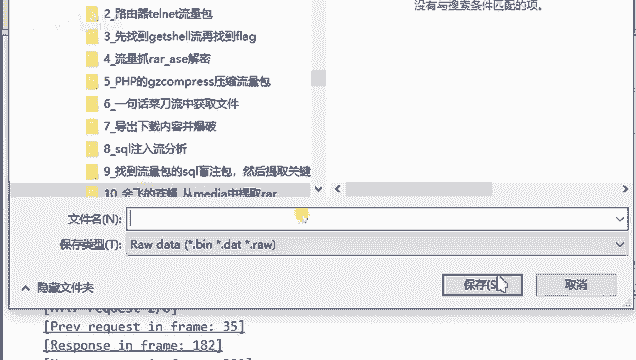 没有与搜索条件匹配的项。
2_路由器telnet流量包
3_先找到getshell流再找到flag
4_流量抓rar_ase解密
5_PHP的gzcompress压缩流量包
6_一句话菜刀流中获取文件
7_导出下载内容并爆破
8_sql注入流分析
9_找到流量包的sql盲注包，然后提取关键
10_会飞的苍蝇_从media中提取rar
文件名(N):
保存类型(T): Raw data (*.bin *.dat *.raw)
隐藏文件夹
保存(S)
取消
[Prev request in frame: 35]
[Response in frame: 182]